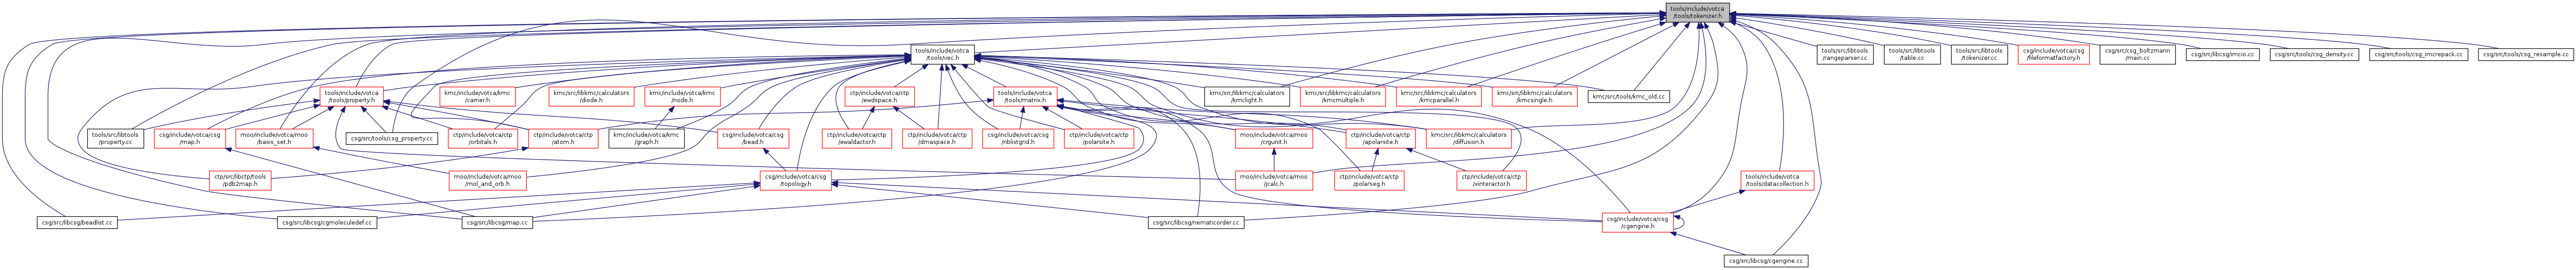 tools/include/votca
/tools/tokenizer.h
tools/include/votca
/tools/vec.h
tools/src/libtools
/rangeparser.cc
tools/src/libtools
/table.cc
tools/src/libtools
/tokenizer.cc
csg/include/votca/csg
/fileformatfactory.h
csg/src/csg_boltzmann
/main.cc
csg/src/libcsg/imcio.cc
csg/src/tools/csg_density.cc
csg/src/tools/csg_imcrepack.cc
csg/src/tools/csg_resample.cc
tools/include/votca
/tools/property.h
kmc/include/votca/kmc
/carrier.h
kmc/src/libkmc/calculators
/diode.h
kmc/include/votca/kmc
/node.h
ctp/include/votca/ctp
/ewdspace.h
tools/include/votca
/tools/matrix.h
kmc/src/libkmc/calculators
/kmclight.h
kmc/src/libkmc/calculators
/kmcmultiple.h
kmc/src/libkmc/calculators
/kmcparallel.h
kmc/src/libkmc/calculators
/kmcsingle.h
kmc/src/tools/kmc_old.cc
tools/src/libtools
/property.cc
csg/include/votca/csg
/map.h
moo/include/votca/moo
/basis_set.h
csg/src/tools/csg_property.cc
ctp/include/votca/ctp
/orbitals.h
ctp/include/votca/ctp
/atom.h
kmc/include/votca/kmc
/graph.h
csg/include/votca/csg
/bead.h
ctp/include/votca/ctp
/ewaldactor.h
ctp/include/votca/ctp
/dmaspace.h
csg/include/votca/csg
/nblistgrid.h
ctp/include/votca/ctp
/polarsite.h
moo/include/votca/moo
/crgunit.h
ctp/include/votca/ctp
/apolarsite.h
kmc/src/libkmc/calculators
/diffusion.h
ctp/src/libctp/tools
/pdb2map.h
moo/include/votca/moo
/mol_and_orb.h
csg/include/votca/csg
/topology.h
moo/include/votca/moo
/jcalc.h
ctp/include/votca/ctp
/polarseg.h
ctp/include/votca/ctp
/xinteractor.h
tools/include/votca
/tools/datacollection.h
csg/src/libcsg/beadlist.cc
csg/src/libcsg/cgmoleculedef.cc
csg/src/libcsg/map.cc
csg/src/libcsg/nematicorder.cc
csg/include/votca/csg
/cgengine.h
csg/src/libcsg/cgengine.cc